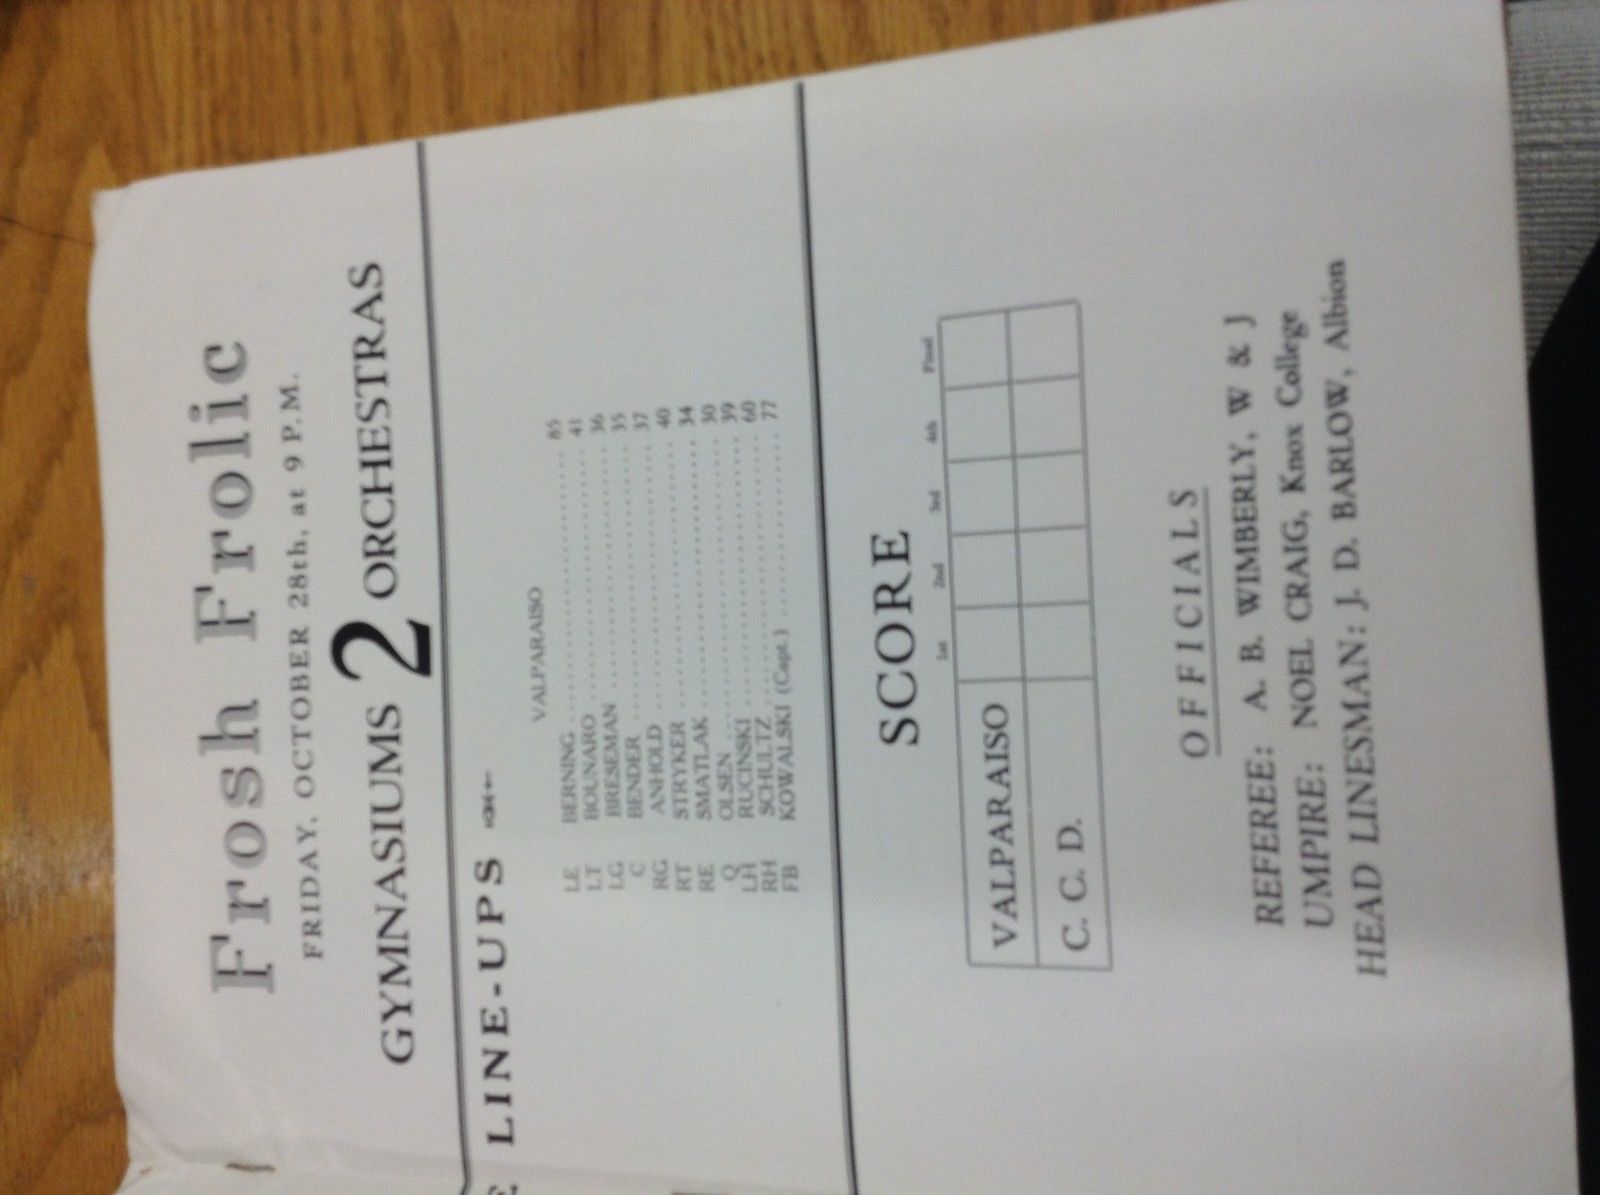 Frosh Frolic
FRIDAY, OCTOBER 28th, at 9 P.M.
GYMNASIUMS 2 ORCHESTRAS
E LINE-UPS
VALPARAISO
LE BERNING 85
LT BOUNARO 41
LG BRESEMAN 36
C BENDER 35
RG ANHOLD 37
RT STRYKER 40
RE SMATLAK 34
Q OLSEN 30
LH RUCINSKI 39
RH SCHULTZ 60
FB KOWALSKI (Capt.) 77
SCORE
1st 2nd 3rd 4th Final
VALPARAISO
C. C. D.
OFFICIALS
REFEREE: A. B. WIMBERLY, W & J
UMPIRE: NOEL CRAIG, Knox College
HEAD LINESMAN: J. D. BARLOW, Albion